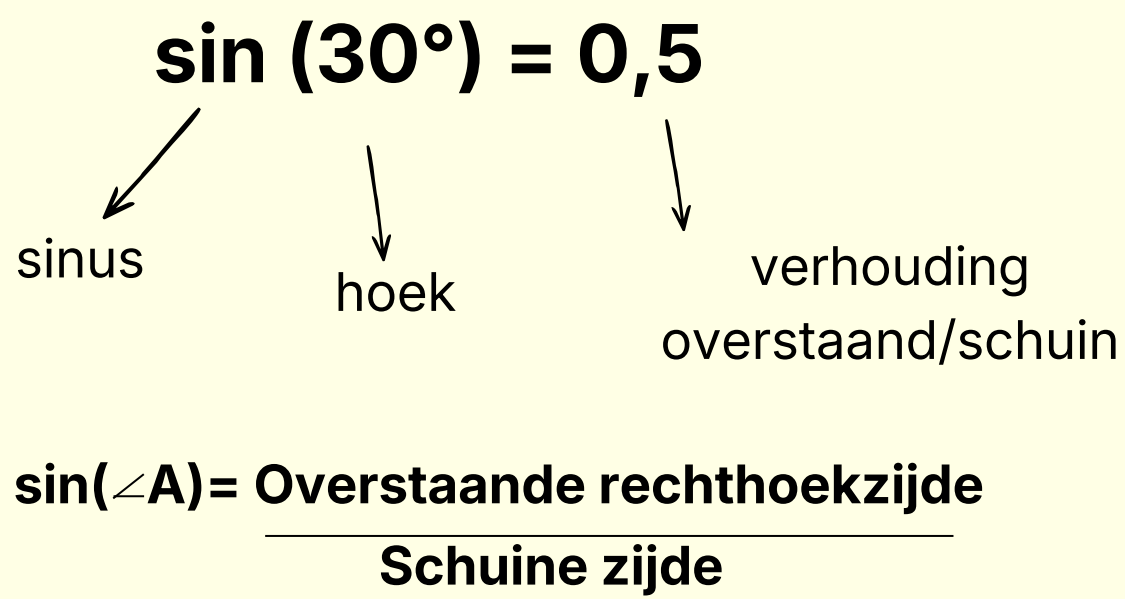 sin (30°) = 0,5
sinus
hoek
verhouding
overstaand/schuin
sin(∠A)= Overstaande rechthoekzijde
Schuine zijde